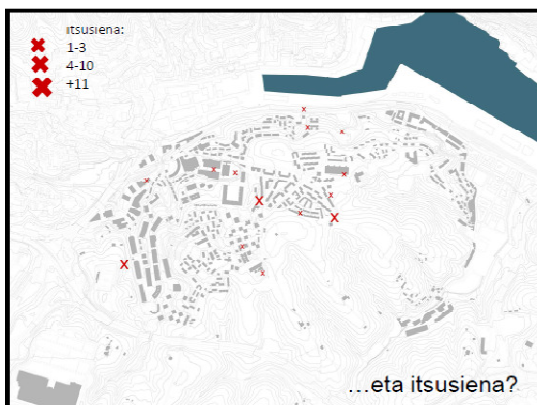 itsusiena:
1-3
4-10
+11
...eta itsusiena?